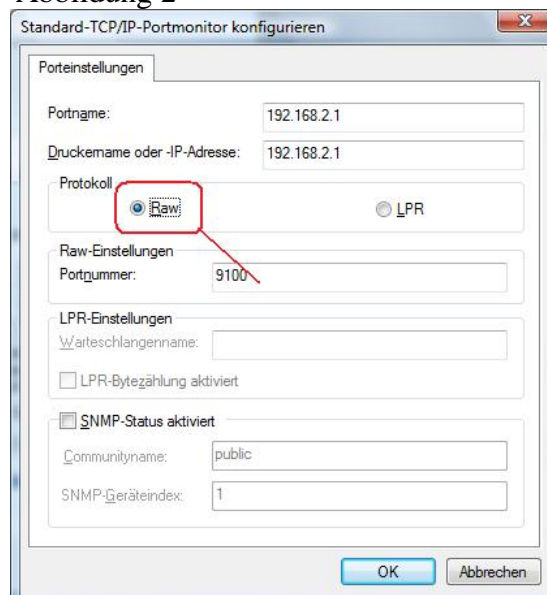 Abbildung 2
Standard-TCP/IP-Portmonitor konfigurieren
Porteinstellungen
Portname: 192.168.2.1
Druckername oder -IP-Adresse: 192.168.2.1
Protokoll
Raw LPR
Raw-Einstellungen
Portnummer: 9100
LPR-Einstellungen
Warteschlangenname:
LPR-Bytezählung aktiviert
SNMP-Status aktiviert
Communityname: public
SNMP-Geräteindex: 1
OK Abbrechen